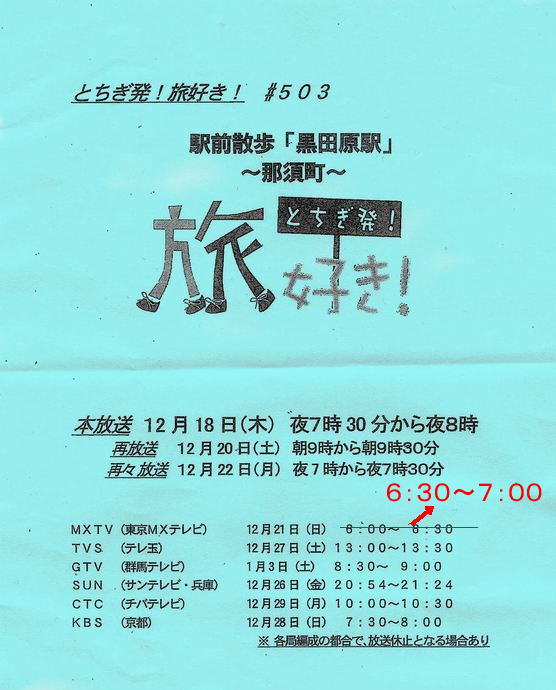 とちぎ発！旅好き！ ＃５０３
駅前散歩「黒田原駅」
～那須町～
とちぎ発！
旅好き！
本放送 12月18日（木） 夜7時30分から夜8時
再放送 12月20日（土） 朝9時から朝9時30分
再々放送 12月22日（月） 夜7時から夜7時30分
6:30～7:00
ＭＸＴＶ （東京ＭＸテレビ） 12月21日（日） 6:00～ 6:30
ＴＶＳ （テレ玉） 12月27日（土） 13:00～13:30
ＧＴＶ （群馬テレビ） 1月3日（土） 8:30～ 9:00
ＳＵＮ （サンテレビ・兵庫） 12月26日（金） 20:54～21:24
ＣＴＣ （チバテレビ） 12月29日（月） 10:00～10:30
ＫＢＳ （京都） 12月28日（日） 7:30～8:00
※ 各局編成の都合で、放送休止となる場合あり